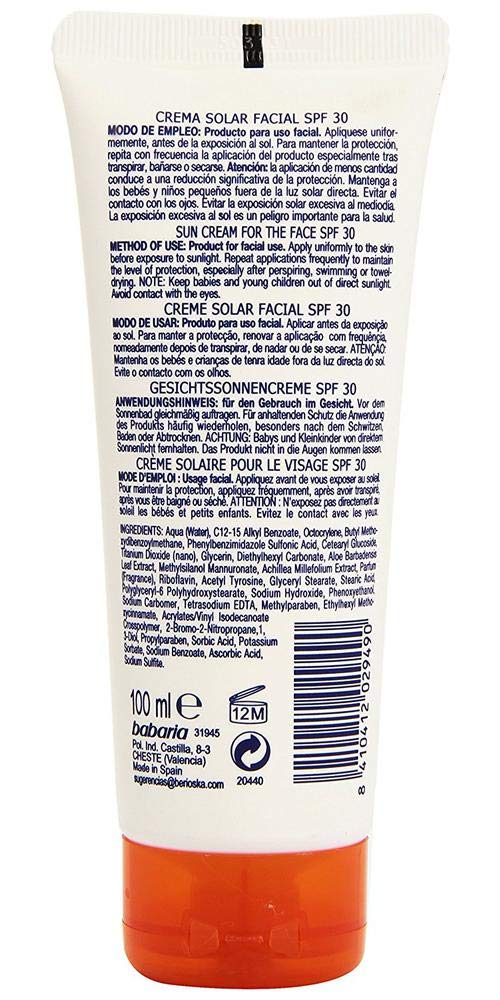 CREMA SOLAR FACIAL SPF 30
MODO DE EMPLEO: Producto para uso facial. Aplíquese unifor-
memente, antes de la exposición al sol. Para mantener la protección,
repita con frecuencia la aplicación del producto especialmente tras
transpirar, bañarse o secarse. Atención: la aplicación de menos cantidad
conduce a una reducción significativa de la protección. Mantenga a
los bebés y niños pequeños fuera de la luz solar directa. Evitar el
contacto con los ojos. Evitar la exposición solar excesiva al mediodía.
La exposición excesiva al sol es un peligro importante para la salud.
SUN CREAM FOR THE FACE SPF 30
METHOD OF USE: Product for facial use. Apply uniformly to the skin
before exposure to sunlight. Repeat applications frequently to maintain
the level of protection, especially after perspiring, swimming or towel-
drying. NOTE: Keep babies and young children out of direct sunlight.
Avoid contact with the eyes.
CREME SOLAR FACIAL SPF 30
MODO DE USAR: Produto para uso facial. Aplicar antes da exposição
ao sol. Para manter a protecção, renovar a aplicação com frequência,
nomeadamente depois de transpirar, de nadar ou de se secar. ATENÇÃO:
Mantenha os bebés e crianças de tenra idade fora da luz directa do sol.
Evite o contacto com os olhos.
GESICHTSSONNENCREME SPF 30
ANWENDUNGSHINWEIS: für den Gebrauch im Gesicht. Vor dem
Sonnenbad gleichmäßig auftragen. Für anhaltenden Schutz die Anwendung
des Produkts häufig wiederholen, besonders nach dem Schwitzen,
Baden oder Abtrocknen. ACHTUNG: Babys und Kleinkinder von direktem
Sonnenlicht fernhalten. Das Produkt nicht in die Augen kommen lassen.
CRÈME SOLAIRE POUR LE VISAGE SPF 30
MODE D'EMPLOI : Usage facial. Appliquez avant de vous exposer au soleil.
Pour maintenir la protection, appliquez fréquemment, après avoir transpiré,
après vous être baigné ou séché. ATTENTION : N'exposez pas directement au
soleil les bébés et petits enfants. Evitez le contact avec les yeux.
INGREDIENTS: Aqua (Water), C12-15 Alkyl Benzoate, Octocrylene, Butyl Metho-
xydibenzoylmethane, Phenylbenzimidazole Sulfonic Acid, Cetearyl Glucoside,
Titanium Dioxide (nano), Glycerin, Diethylhexyl Carbonate, Aloe Barbadensis
Leaf Extract, Methylsilanol Mannuronate, Achillea Millefolium Extract, Parfum
(Fragrance), Riboflavin, Acetyl Tyrosine, Glyceryl Stearate, Stearic Acid,
Polyglyceryl-6 Polyhydroxystearate, Sodium Hydroxide, Phenoxyethanol,
Sodium Carbomer, Tetrasodium EDTA, Methylparaben, Ethylhexyl Metho-
xycinnamate, Acrylates/Vinyl Isodecanoate
Crosspolymer, 2-Bromo-2-Nitropropane,1,
3-Diol, Propylparaben, Sorbic Acid, Potassium
Sorbate, Sodium Benzoate, Ascorbic Acid,
Sodium Sulfite.
100 ml e
12M
babaria 31945
Pol. Ind. Castilla, 8-3
CHESTE (Valencia)
Made in Spain
sugerencias@berioska.com
20440
8 410412 029490